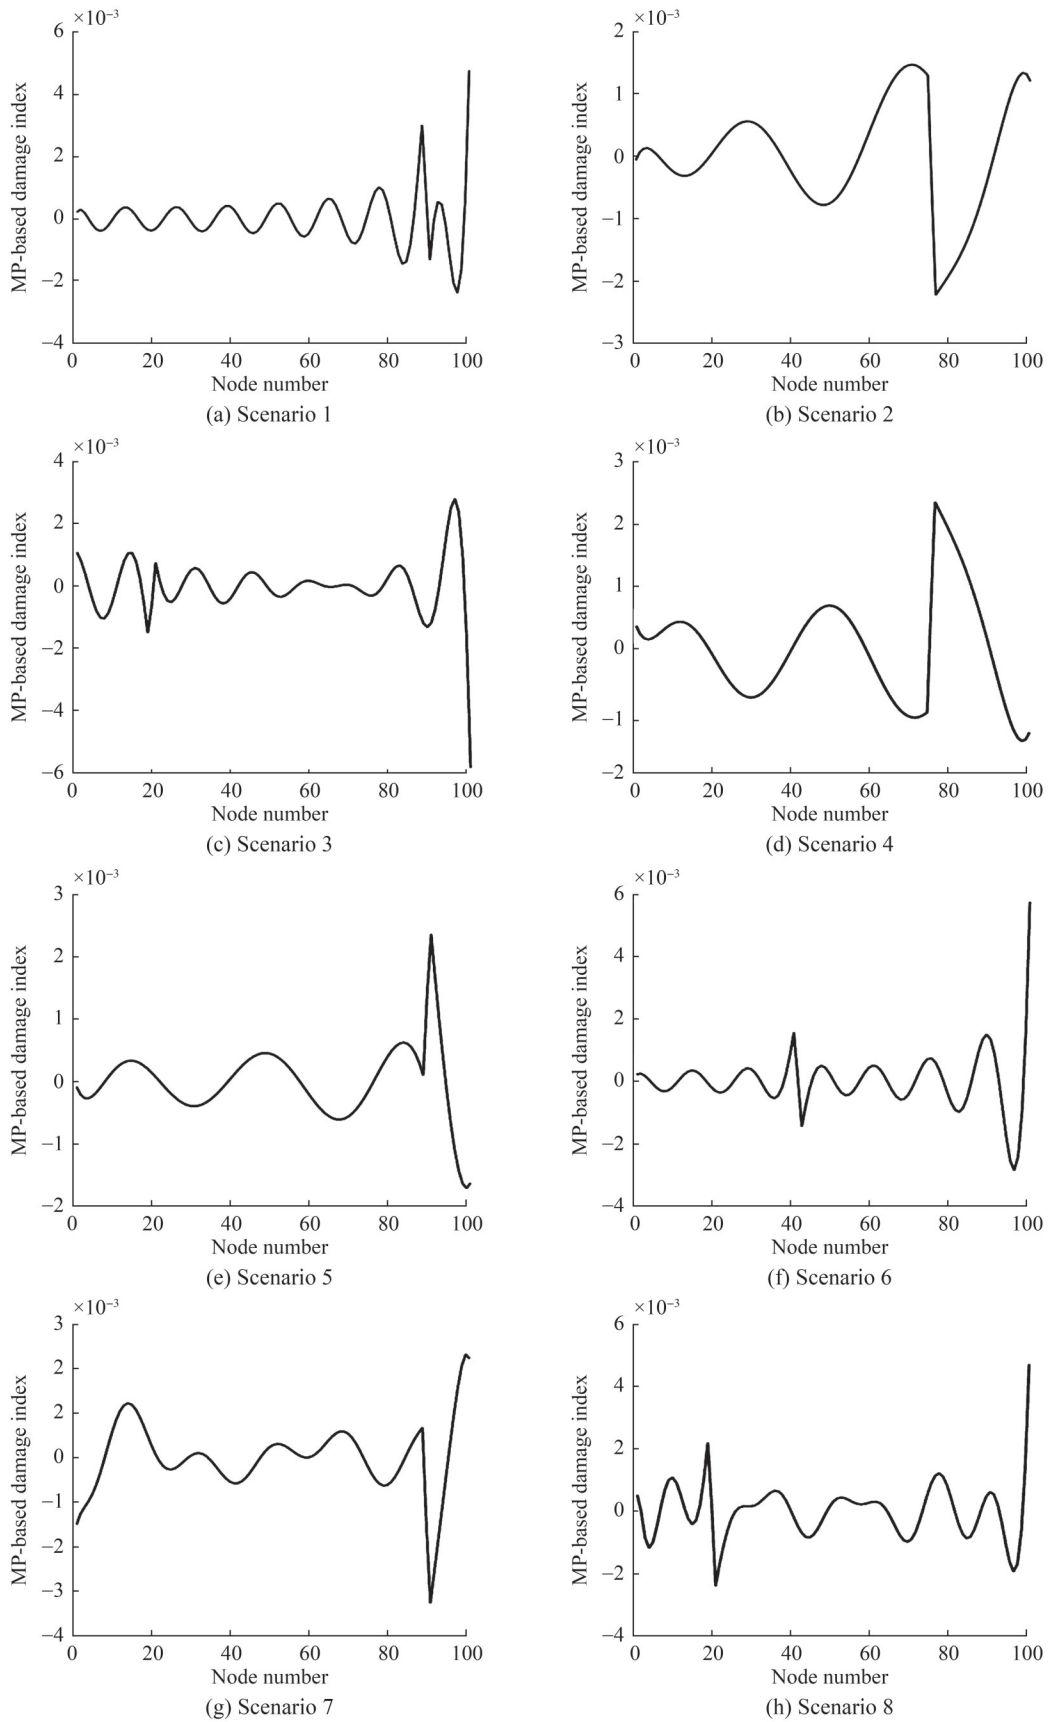 ×10⁻³
6
4
2
0
−2
−4
MP-based damage index
0 20 40 60 80 100
Node number
(a) Scenario 1
×10⁻³
2
1
0
−1
−2
−3
MP-based damage index
0 20 40 60 80 100
Node number
(b) Scenario 2
×10⁻³
4
2
0
−2
−4
−6
MP-based damage index
0 20 40 60 80 100
Node number
(c) Scenario 3
×10⁻³
3
2
1
0
−1
−2
MP-based damage index
0 20 40 60 80 100
Node number
(d) Scenario 4
×10⁻³
3
2
1
0
−1
−2
MP-based damage index
0 20 40 60 80 100
Node number
(e) Scenario 5
×10⁻³
6
4
2
0
−2
−4
MP-based damage index
0 20 40 60 80 100
Node number
(f) Scenario 6
×10⁻³
3
2
2
0
−1
−2
−3
−4
MP-based damage index
0 20 40 60 80 100
Node number
(g) Scenario 7
×10⁻³
6
4
2
0
−2
−4
MP-based damage index
0 20 40 60 80 100
Node number
(h) Scenario 8